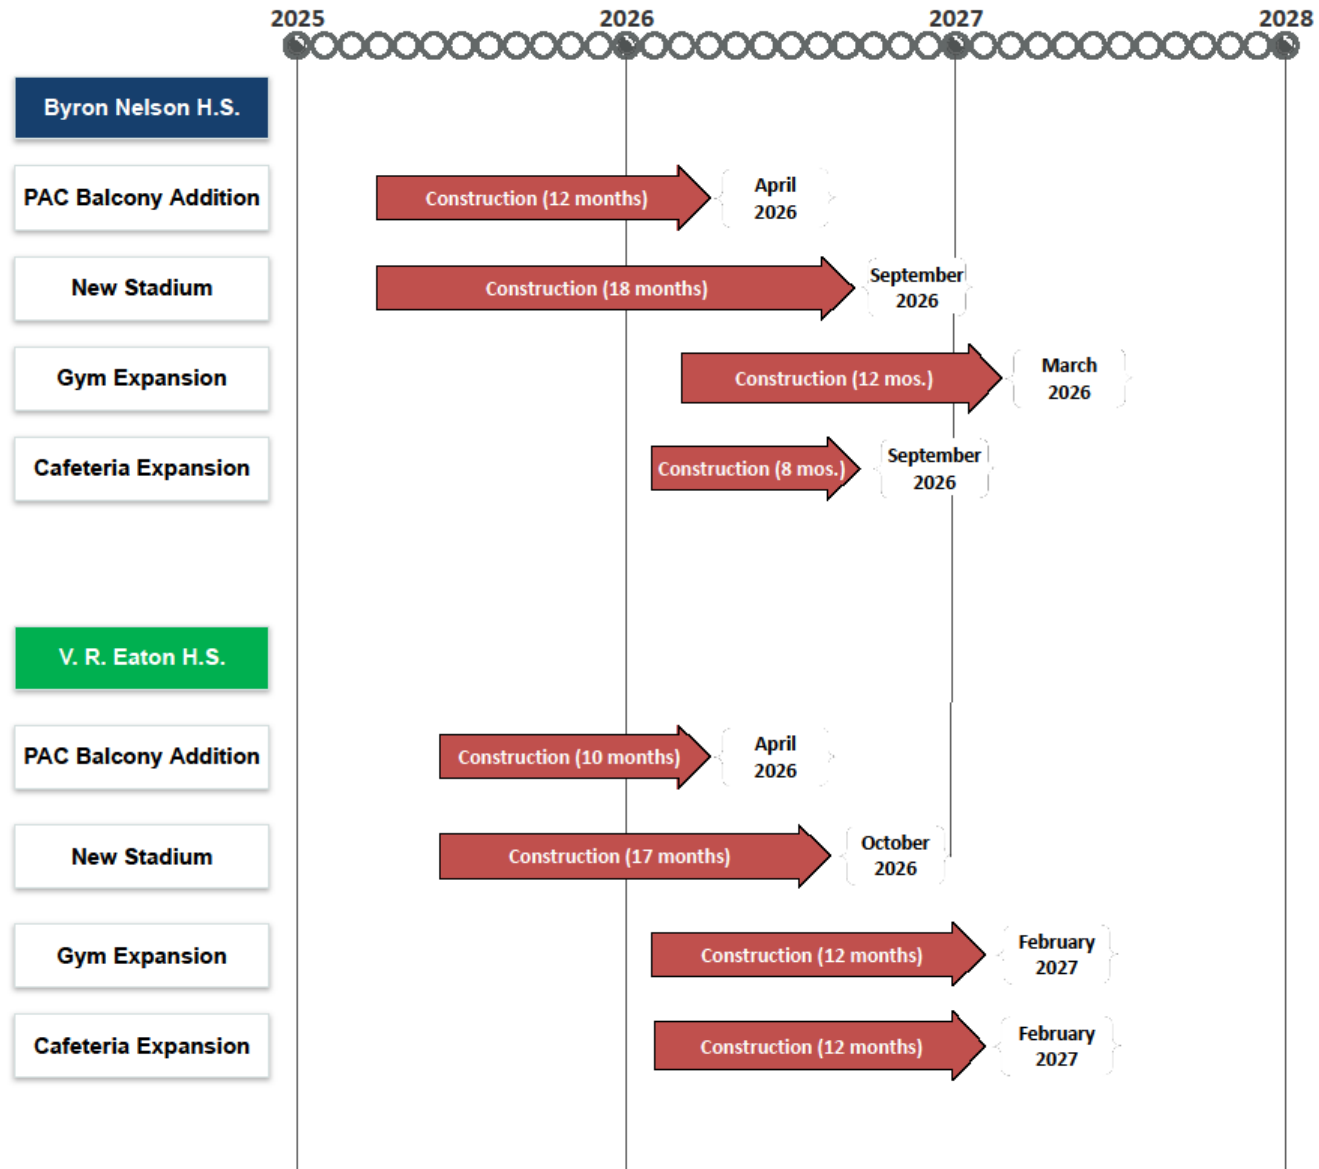 2025 2026 2027 2028
Byron Nelson H.S.
PAC Balcony Addition
Construction (12 months)
April
2026
New Stadium
Construction (18 months)
September
2026
Gym Expansion
Construction (12 mos.)
March
2026
Cafeteria Expansion
Construction (8 mos.)
September
2026
V. R. Eaton H.S.
PAC Balcony Addition
Construction (10 months)
April
2026
New Stadium
Construction (17 months)
October
2026
Gym Expansion
Construction (12 months)
February
2027
Cafeteria Expansion
Construction (12 months)
February
2027